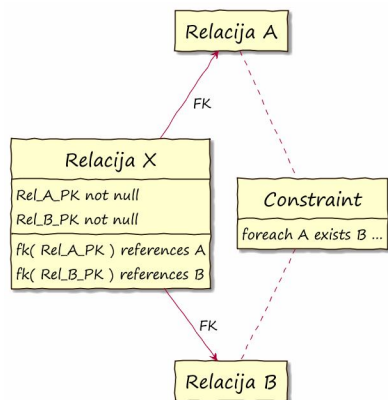 Relacija A
FK
Relacija X
Rel_A_PK not null
Rel_B_PK not null
fk( Rel_A_PK ) references A
fk( Rel_B_PK ) references B
Constraint
foreach A exists B ...
FK
Relacija B